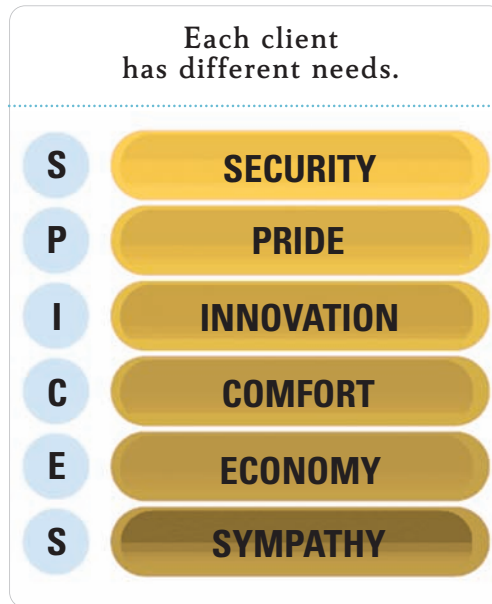 Each client
has different needs.
S SECURITY
P PRIDE
I INNOVATION
C COMFORT
E ECONOMY
S SYMPATHY